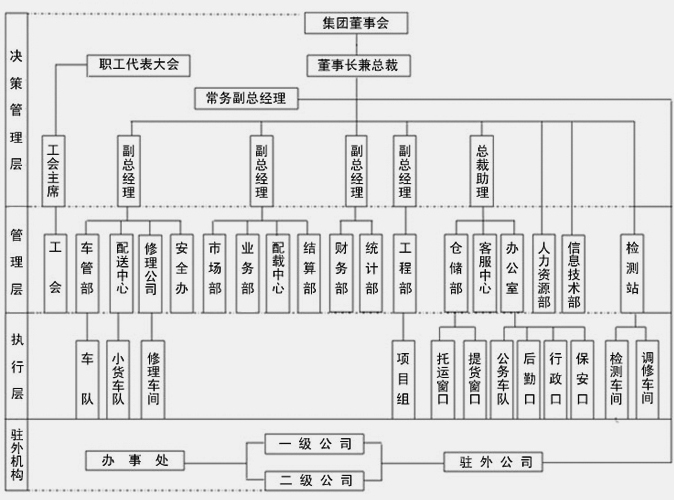 集团董事会
决策管理层
职工代表大会
董事长兼总裁
常务副总经理
工会主席
副总经理
副总经理
副总经理
副总经理
总裁助理
管理层
工会
车管部
配送中心
修理公司
安全办
市场部
业务部
配载中心
结算部
财务部
统计部
工程部
仓储部
客服中心
办公室
人力资源部
信息技术部
检测站
执行层
车队
小货车队
修理车间
项目组
托运窗口
提货窗口
公务车队
后勤口
行政口
保安口
检测车间
调修车间
驻外机构
办事处
一级公司
二级公司
驻外公司